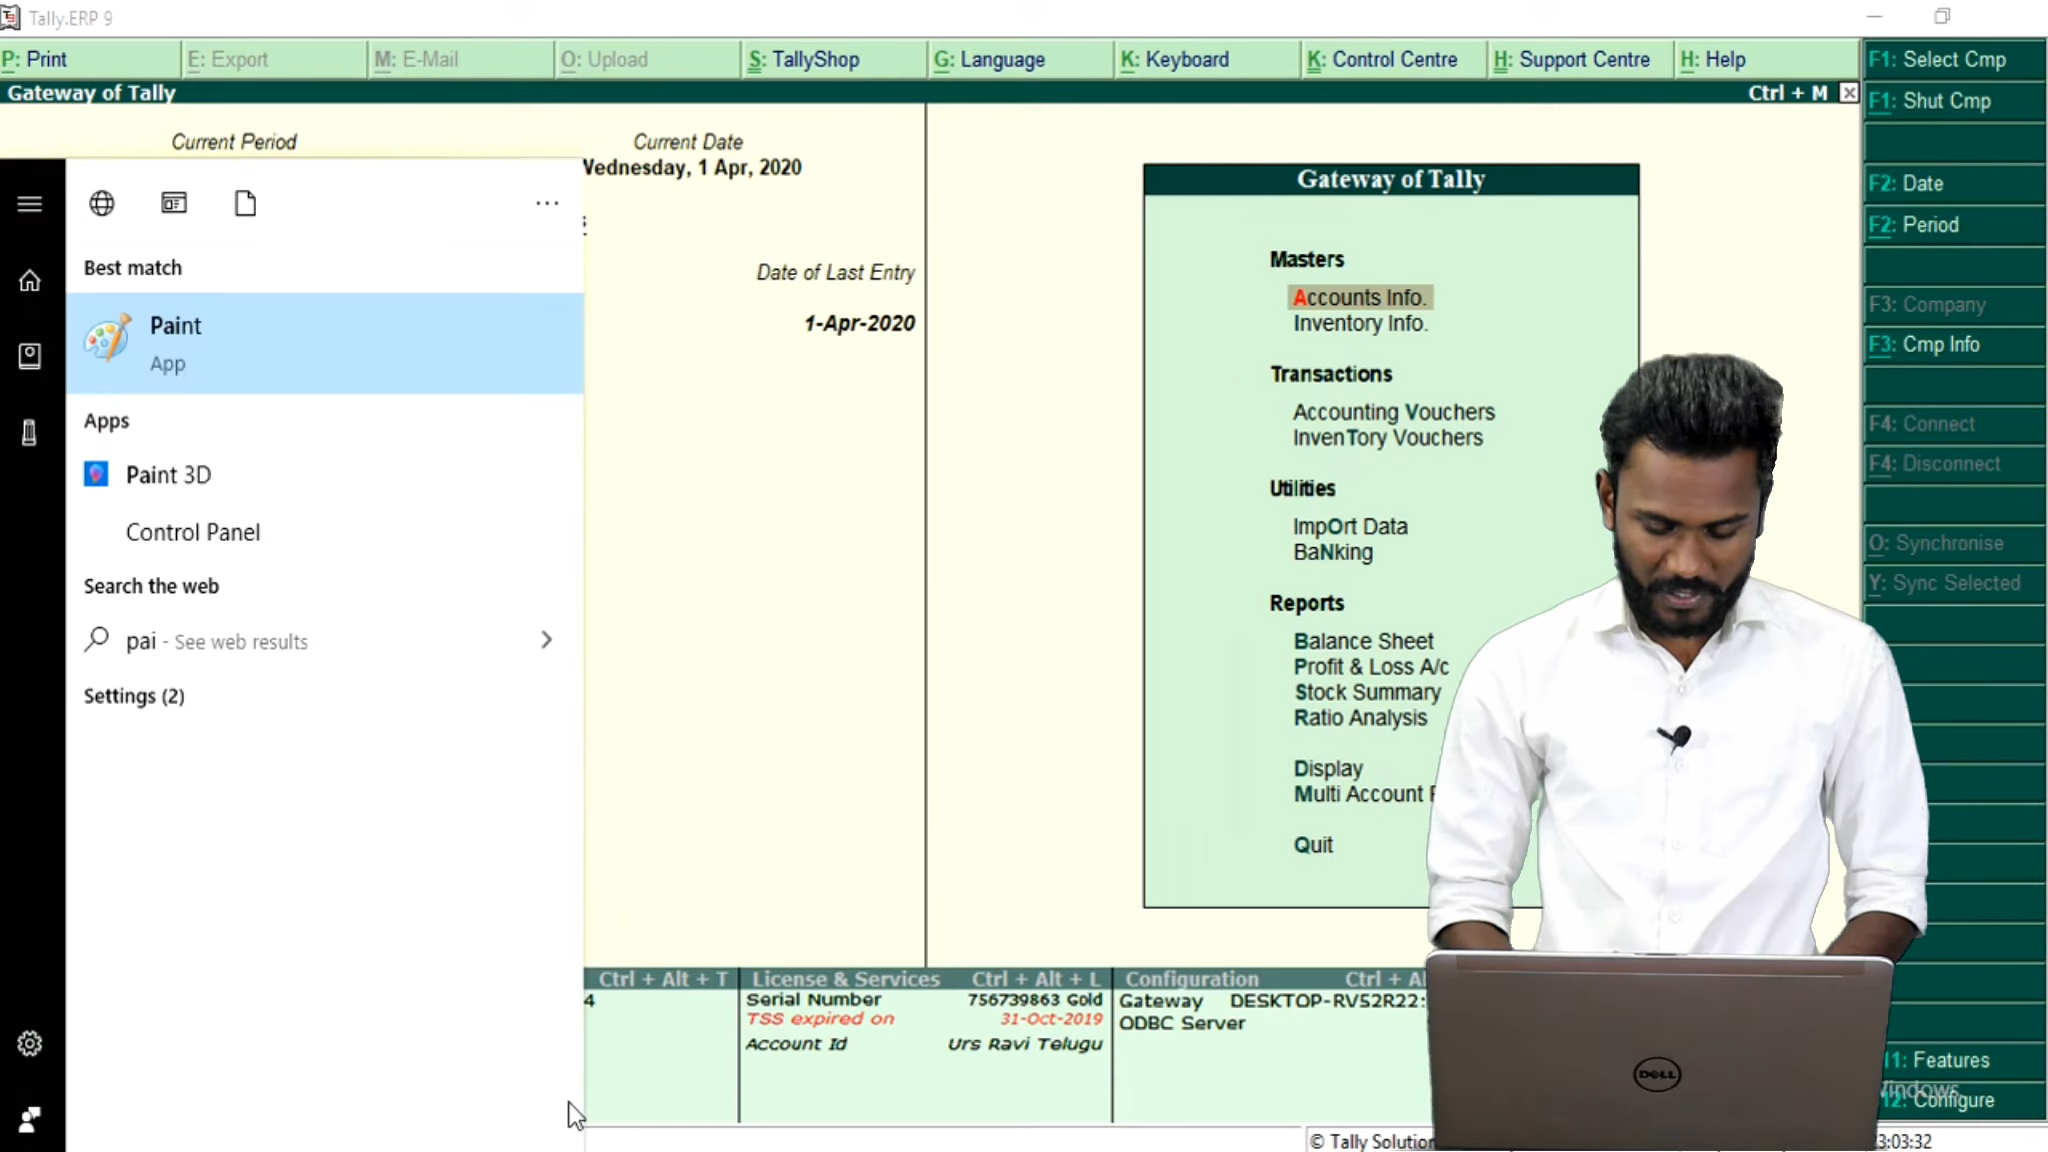 Tally.ERP 9
P: Print
E: Export
M: E-Mail
O: Upload
S: TallyShop
G: Language
K: Keyboard
K: Control Centre
H: Support Centre
H: Help
Gateway of Tally
Ctrl + M
Current Period
Current Date
Wednesday, 1 Apr, 2020
Date of Last Entry
1-Apr-2020
Best match
Paint
App
Apps
Paint 3D
Control Panel
Search the web
pai - See web results
Settings (2)
Gateway of Tally
Masters
Accounts Info.
Inventory Info.
Transactions
Accounting Vouchers
InvenTory Vouchers
Utilities
ImpOrt Data
BaNking
Reports
Balance Sheet
Profit & Loss A/c
Stock Summary
Ratio Analysis
Display
Multi Account
Quit
F1: Select Cmp
F1: Shut Cmp
F2: Date
F2: Period
F3: Company
F3: Cmp Info
F4: Connect
F4: Disconnect
O: Synchronise
Y: Sync Selected
11: Features
12: Configure
Windows
Ctrl + Alt + T
4
License & Services Ctrl + Alt + L
Serial Number 756739863 Gold
TSS expired on 31-Oct-2019
Account Id Urs Ravi Telugu
Configuration
Gateway DESKTOP-RV52R22:
ODBC Server
DELL
© Tally Solution
23:03:32